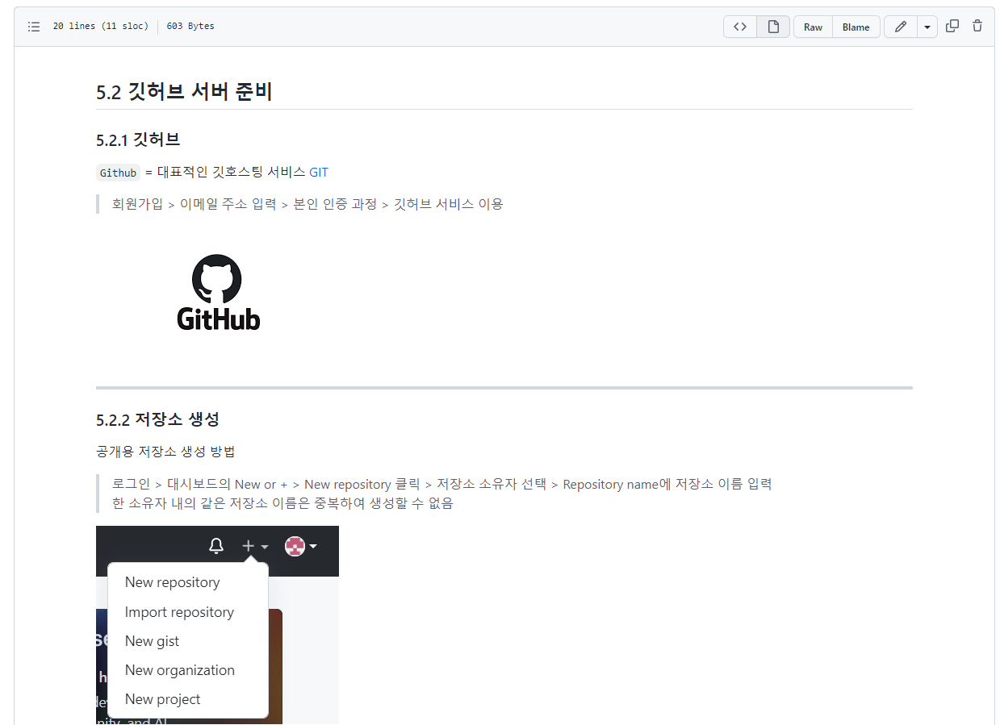 20 lines (11 sloc) 603 Bytes
Raw Blame
5.2 깃허브 서버 준비
5.2.1 깃허브
Github = 대표적인 깃호스팅 서비스 GIT
회원가입 > 이메일 주소 입력 > 본인 인증 과정 > 깃허브 서비스 이용
GitHub
5.2.2 저장소 생성
공개용 저장소 생성 방법
로그인 > 대시보드의 New or + > New repository 클릭 > 저장소 소유자 선택 > Repository name에 저장소 이름 입력
한 소유자 내의 같은 저장소 이름은 중복하여 생성할 수 없음
New repository
Import repository
New gist
New organization
New project